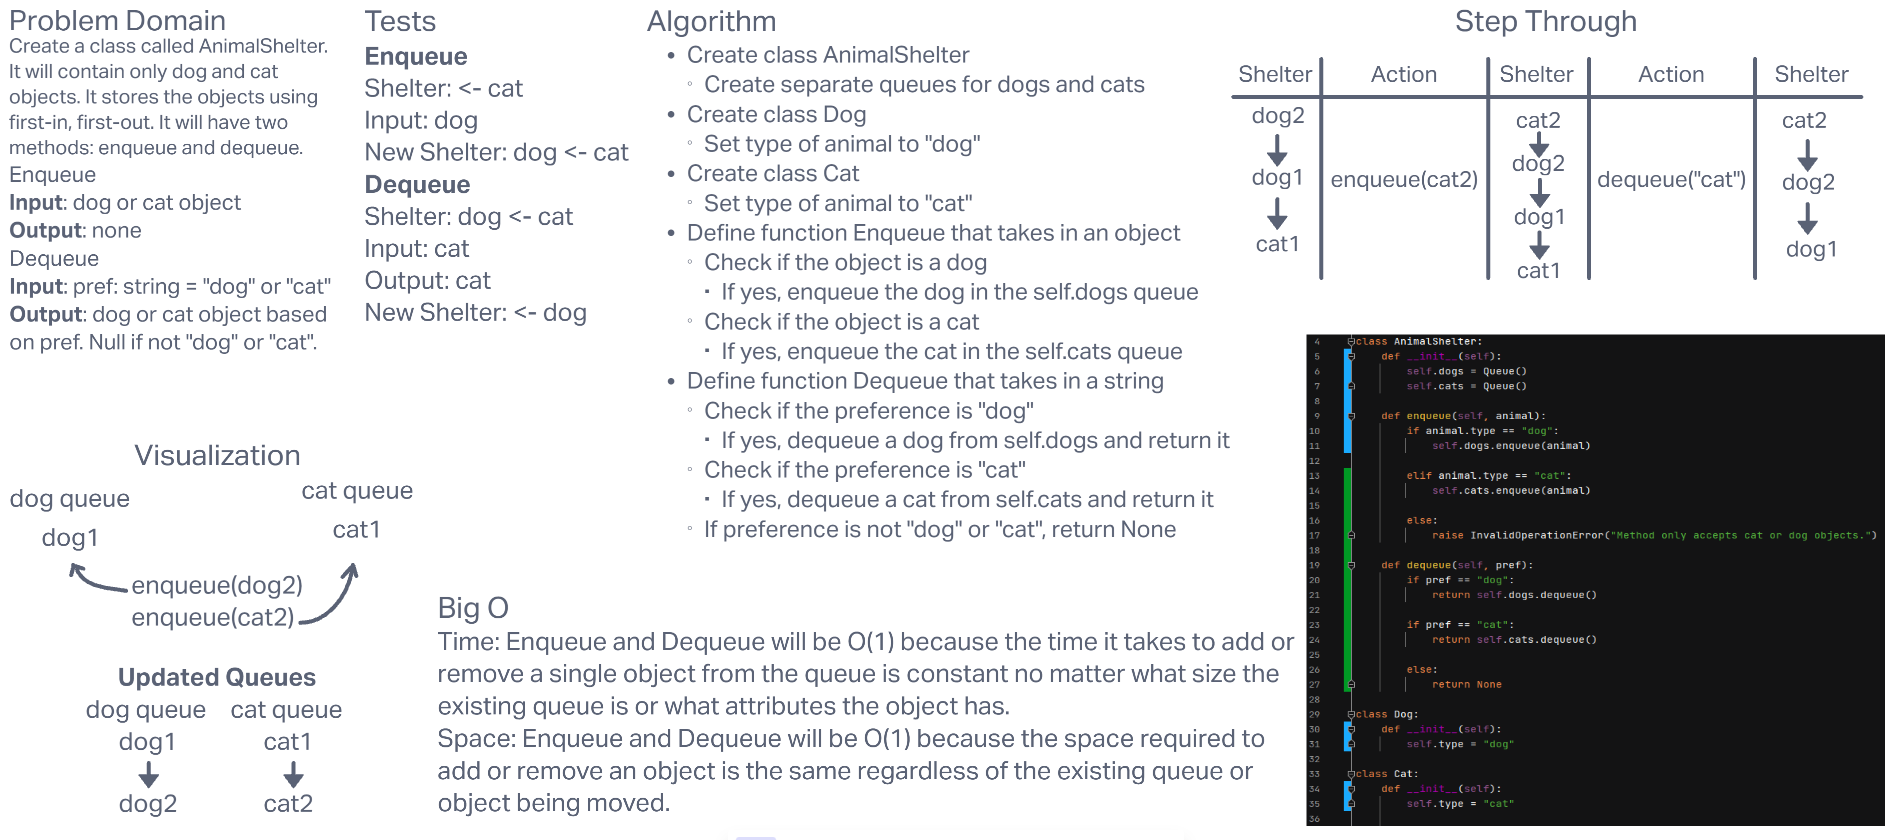 Problem Domain
Create a class called AnimalShelter.
It will contain only dog and cat
objects. It stores the objects using
first-in, first-out. It will have two
methods: enqueue and dequeue.
Enqueue
Input: dog or cat object
Output: none
Dequeue
Input: pref: string = "dog" or "cat"
Output: dog or cat object based
on pref. Null if not "dog" or "cat".
Tests
Enqueue
Shelter: <- cat
Input: dog
New Shelter: dog <- cat
Dequeue
Shelter: dog <- cat
Input: cat
Output: cat
New Shelter: <- dog
Algorithm
• Create class AnimalShelter
◦ Create separate queues for dogs and cats
• Create class Dog
◦ Set type of animal to "dog"
• Create class Cat
◦ Set type of animal to "cat"
• Define function Enqueue that takes in an object
◦ Check if the object is a dog
▪ If yes, enqueue the dog in the self.dogs queue
◦ Check if the object is a cat
▪ If yes, enqueue the cat in the self.cats queue
• Define function Dequeue that takes in a string
◦ Check if the preference is "dog"
▪ If yes, dequeue a dog from self.dogs and return it
◦ Check if the preference is "cat"
▪ If yes, dequeue a cat from self.cats and return it
◦ If preference is not "dog" or "cat", return None
Step Through
Shelter Action Shelter Action Shelter
dog2
dog1
cat1
enqueue(cat2)
cat2
dog2
dog1
cat1
dequeue("cat")
cat2
dog2
dog1
Visualization
dog queue cat queue
dog1 cat1
enqueue(dog2)
enqueue(cat2)
Updated Queues
dog queue cat queue
dog1 cat1
dog2 cat2
Big O
Time: Enqueue and Dequeue will be O(1) because the time it takes to add or
remove a single object from the queue is constant no matter what size the
existing queue is or what attributes the object has.
Space: Enqueue and Dequeue will be O(1) because the space required to
add or remove an object is the same regardless of the existing queue or
object being moved.
4 class AnimalShelter:
5 def __init__(self):
6 self.dogs = Queue()
7 self.cats = Queue()
8
9 def enqueue(self, animal):
10 if animal.type == "dog":
11 self.dogs.enqueue(animal)
12
13 elif animal.type == "cat":
14 self.cats.enqueue(animal)
15
16 else:
17 raise InvalidOperationError("Method only accepts cat or dog objects.")
18
19 def dequeue(self, pref):
20 if pref == "dog":
21 return self.dogs.dequeue()
22
23 if pref == "cat":
24 return self.cats.dequeue()
25
26 else:
27 return None
28
29 class Dog:
30 def __init__(self):
31 self.type = "dog"
32
33 class Cat:
34 def __init__(self):
35 self.type = "cat"
36